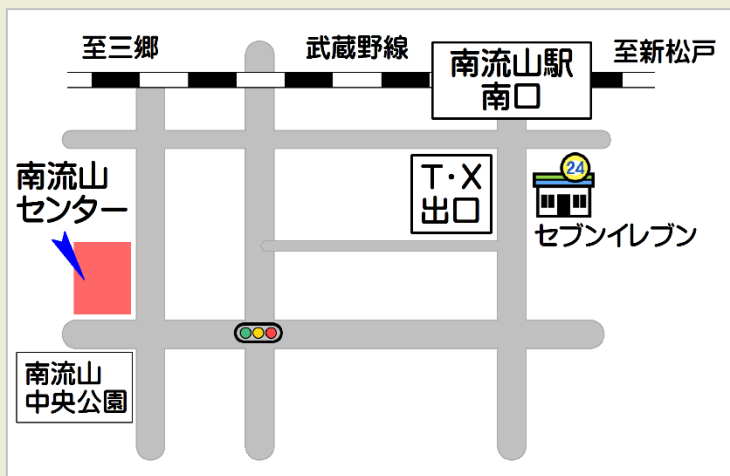 至三郷
武蔵野線
南流山駅
南口
至新松戸
T・X
出口
24
セブンイレブン
南流山
センター
南流山
中央公園